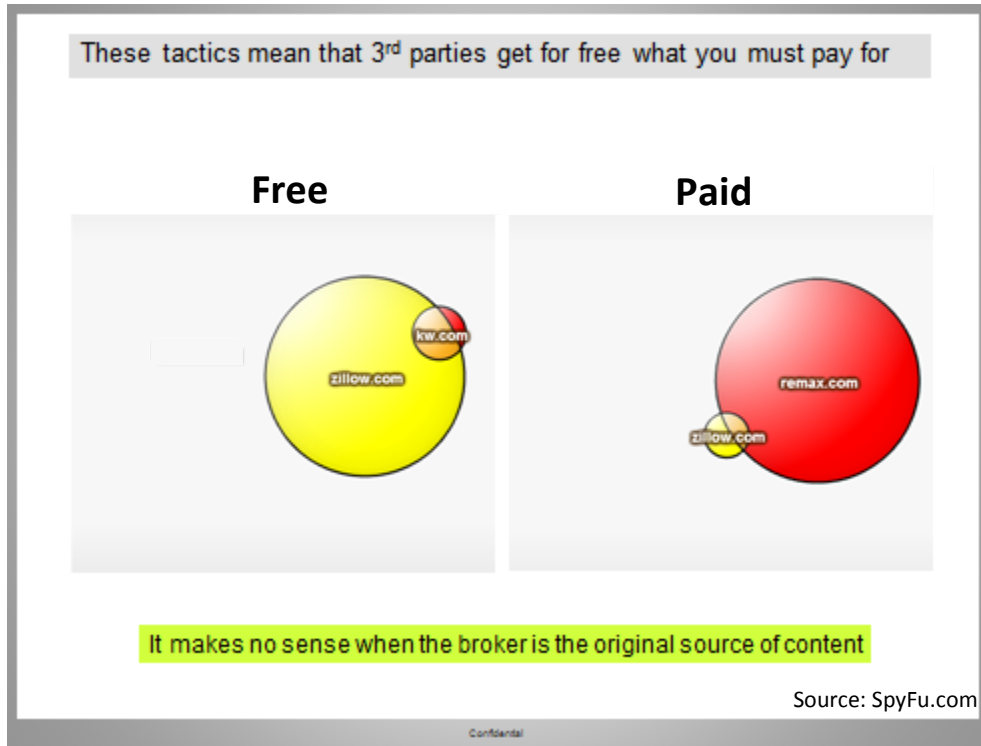 These tactics mean that 3rd parties get for free what you must pay for
Free
Paid
kw.com
zillow.com
remax.com
zillow.com
It makes no sense when the broker is the original source of content
Source: SpyFu.com
Confidential